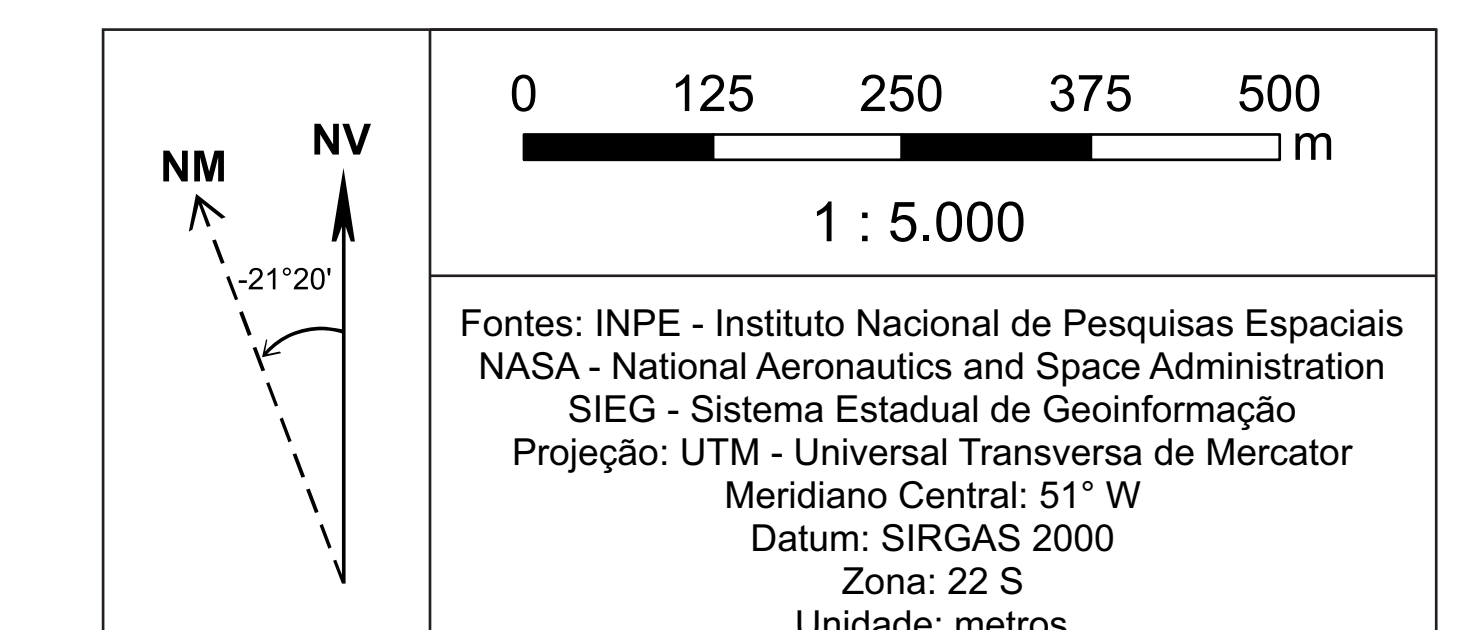 NM
NV
-21°20'
0 125 250 375 500
m
1 : 5.000
Fontes: INPE - Instituto Nacional de Pesquisas Espaciais
NASA - National Aeronautics and Space Administration
SIEG - Sistema Estadual de Geoinformação
Projeção: UTM - Universal Transversa de Mercator
Meridiano Central: 51° W
Datum: SIRGAS 2000
Zona: 22 S
Unidade: metros